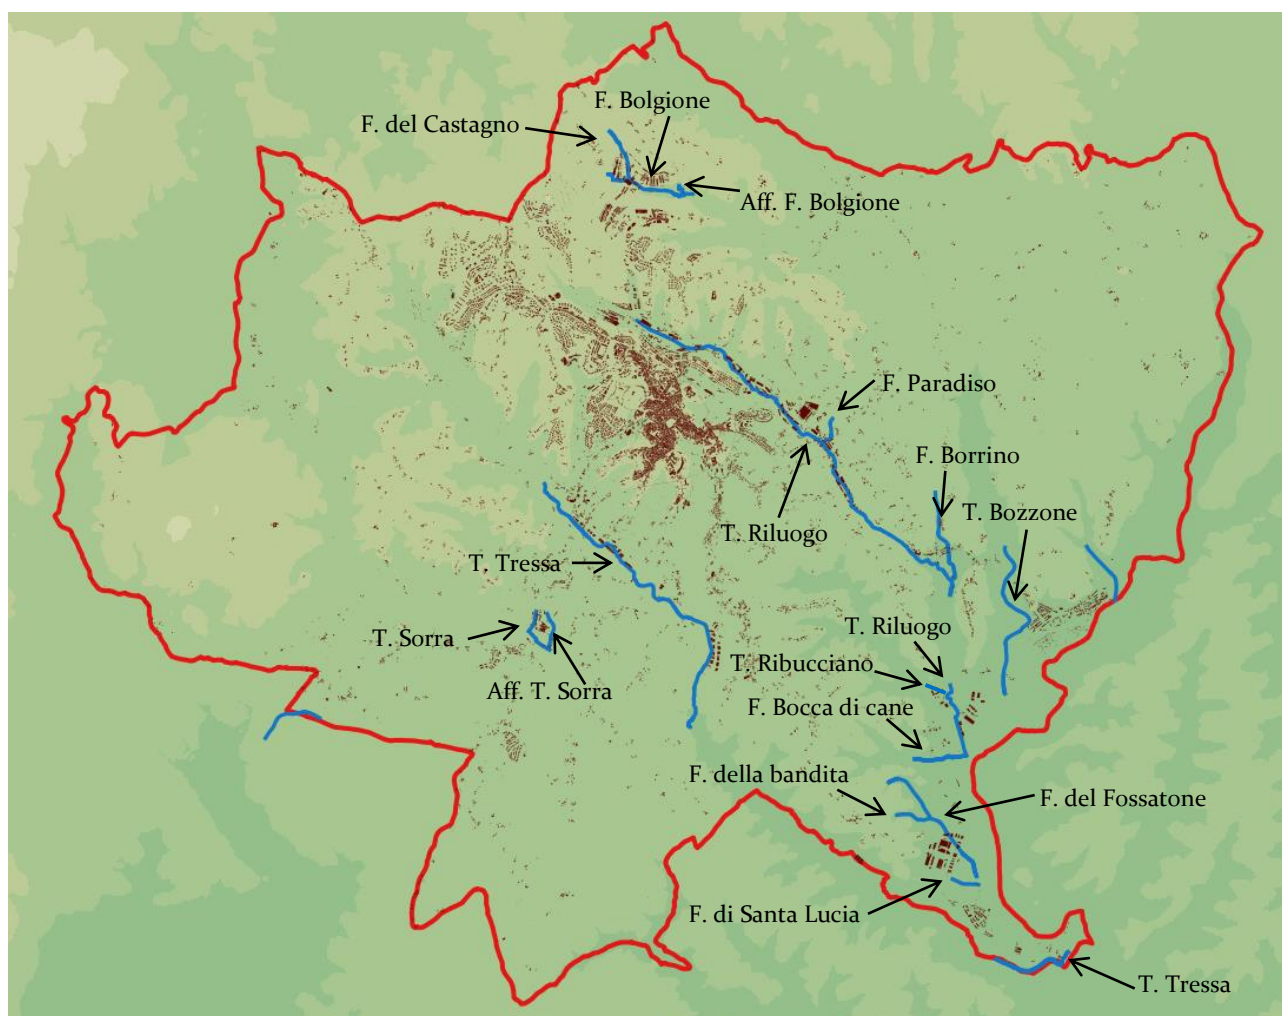 F. Bolgione
F. del Castagno
Aff. F. Bolgione
F. Paradiso
F. Borrino
T. Bozzone
T. Riluogo
T. Tressa
T. Sorra
T. Riluogo
T. Ribucciano
Aff. T. Sorra
F. Bocca di cane
F. della bandita
F. del Fossatone
F. di Santa Lucia
T. Tressa